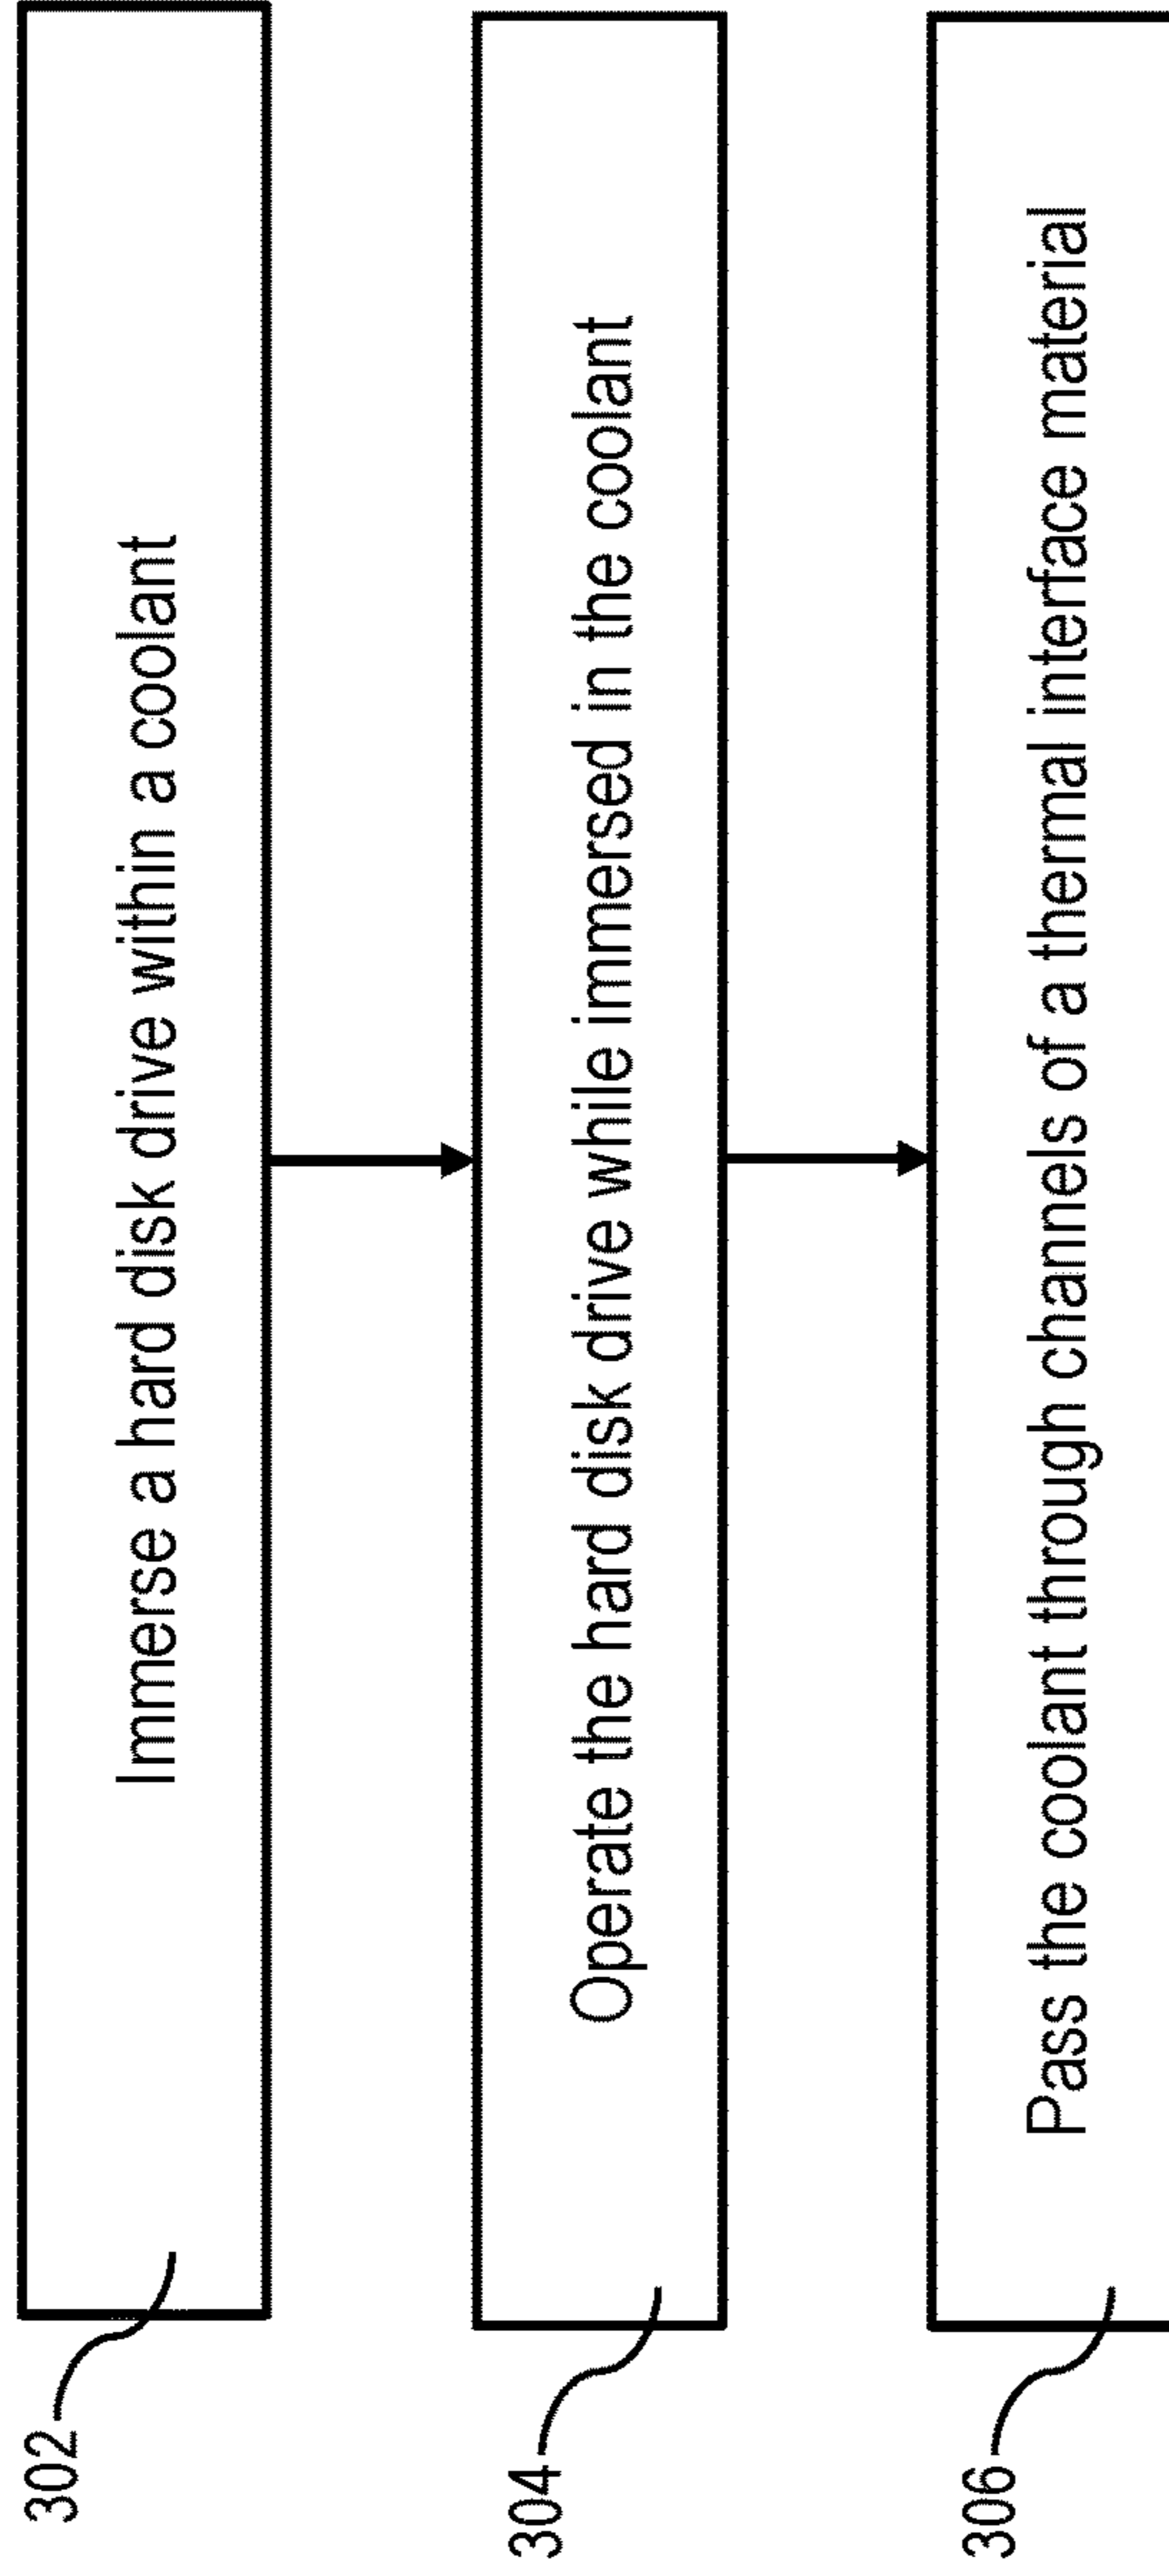 302
Immerse a hard disk drive within a coolant
304
Operate the hard disk drive while immersed in the coolant
306
Pass the coolant through channels of a thermal interface material